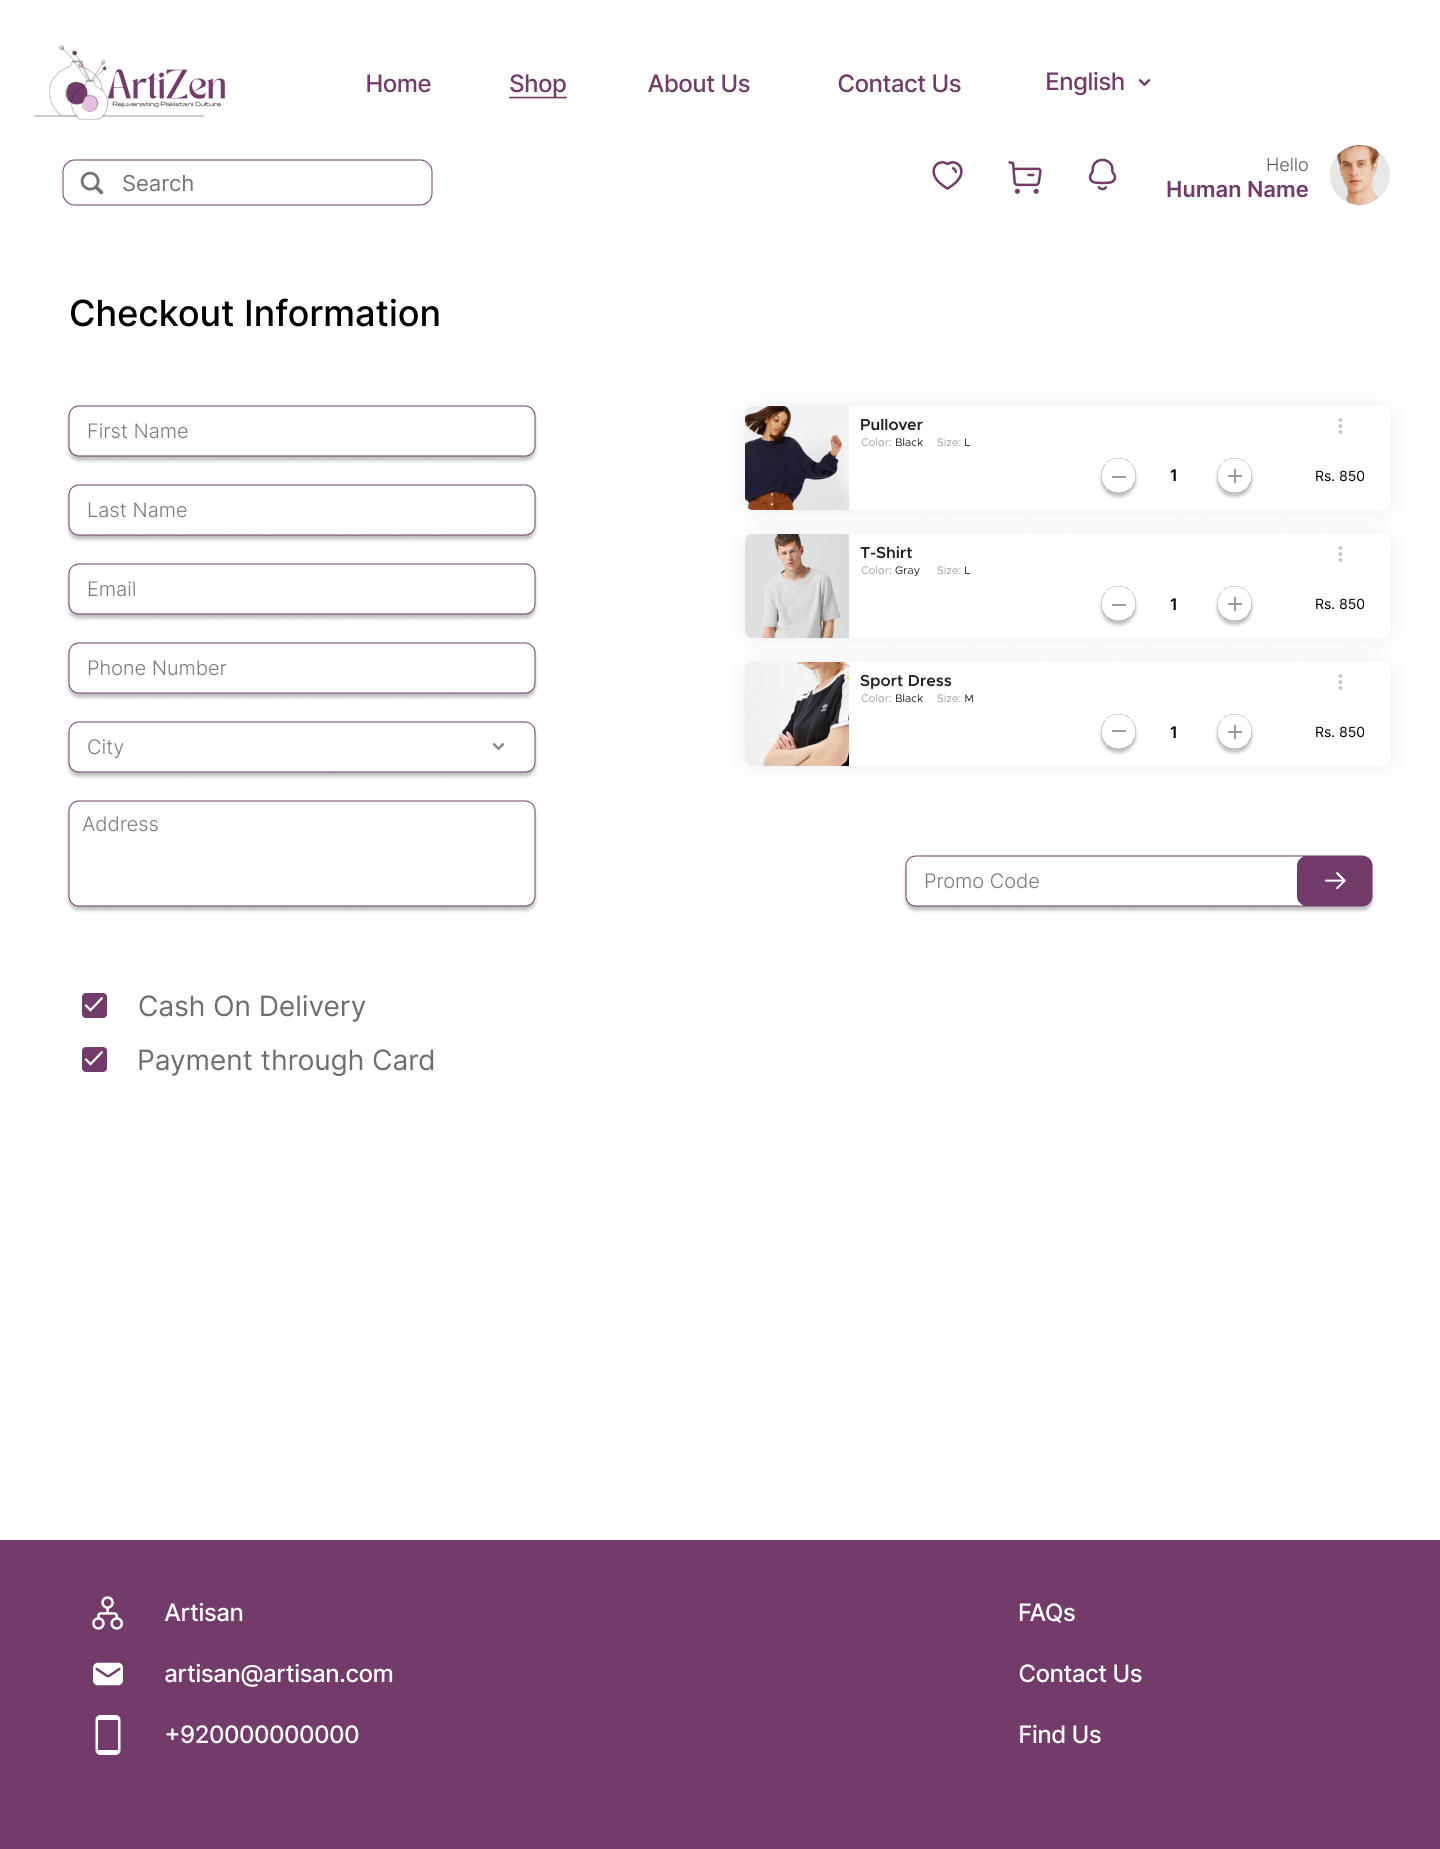 ArtiZen
Rejuvenating Pakistani Culture
Home
Shop
About Us
Contact Us
English
Search
Hello
Human Name
Checkout Information
First Name
Last Name
Email
Phone Number
City
Address
Pullover
Color: Black Size: L
1
Rs. 850
T-Shirt
Color: Gray Size: L
1
Rs. 850
Sport Dress
Color: Black Size: M
1
Rs. 850
Promo Code
Cash On Delivery
Payment through Card
Artisan
artisan@artisan.com
+920000000000
FAQs
Contact Us
Find Us